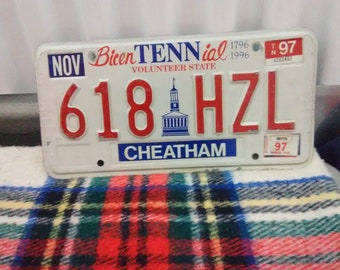 NOV BicenTENNial 1796 TN 97
VOLUNTEER STATE 1996
618 HZL
97
CHEATHAM